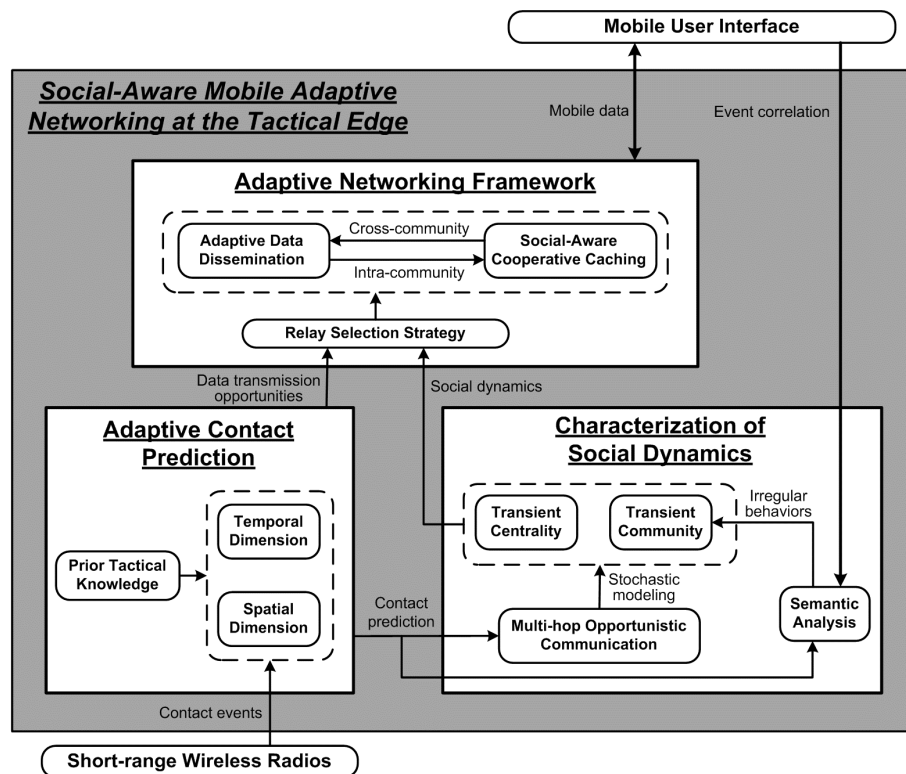 Mobile User Interface
Social-Aware Mobile Adaptive
Networking at the Tactical Edge
Mobile data
Event correlation
Adaptive Networking Framework
Cross-community
Adaptive Data
Dissemination
Social-Aware
Cooperative Caching
Intra-community
Relay Selection Strategy
Data transmission
opportunities
Social dynamics
Adaptive Contact
Prediction
Temporal
Dimension
Prior Tactical
Knowledge
Spatial
Dimension
Contact
prediction
Characterization of
Social Dynamics
Transient
Centrality
Transient
Community
Irregular
behaviors
Stochastic
modeling
Multi-hop Opportunistic
Communication
Semantic
Analysis
Contact events
Short-range Wireless Radios